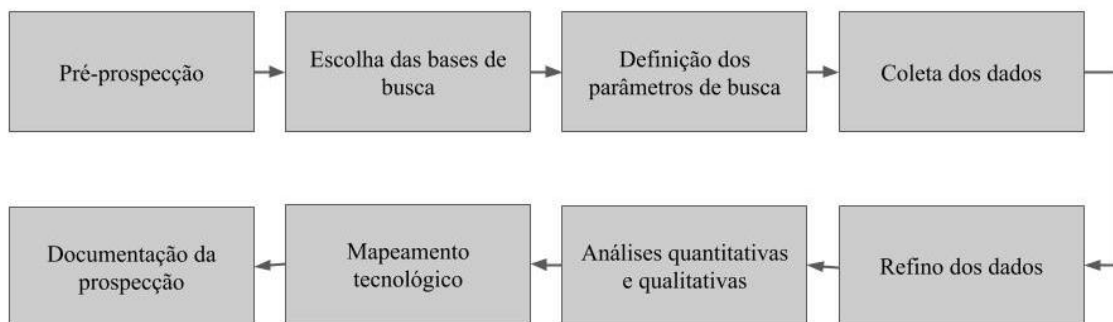 Pré-prospecção
Escolha das bases de
busca
Definição dos
parâmetros de busca
Coleta dos dados
Refino dos dados
Análises quantitativas
e qualitativas
Mapeamento
tecnológico
Documentação da
prospecção